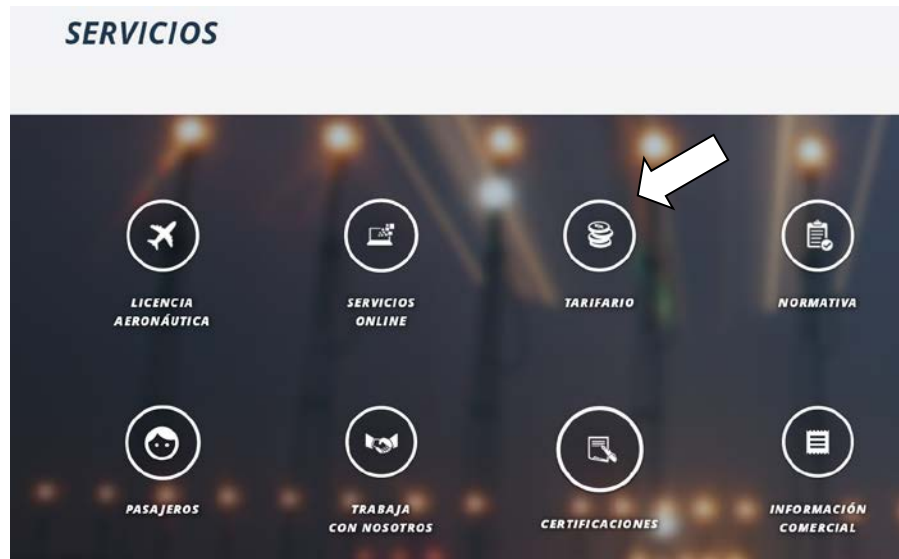 SERVICIOS
LICENCIA
AERONÁUTICA
SERVICIOS
ONLINE
TARIFARIO
NORMATIVA
PASAJEROS
TRABAJA
CON NOSOTROS
CERTIFICACIONES
INFORMACIÓN
COMERCIAL